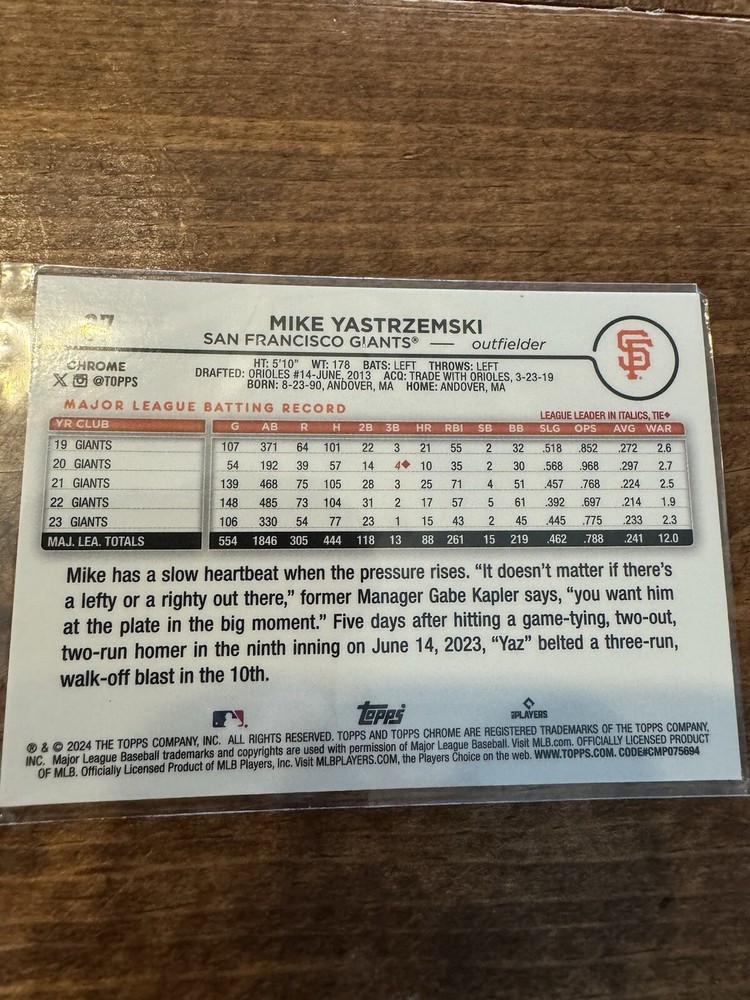 MIKE YASTRZEMSKI
SAN FRANCISCO GIANTS® — outfielder
SF
CHROME
X @TOPPS
HT: 5'10" WT: 178 BATS: LEFT THROWS: LEFT
DRAFTED: ORIOLES #14-JUNE, 2013 ACQ: TRADE WITH ORIOLES, 3-23-19
BORN: 8-23-90, ANDOVER, MA HOME: ANDOVER, MA
MAJOR LEAGUE BATTING RECORD
LEAGUE LEADER IN ITALICS, TIE♦
YR CLUB G AB R H 2B 3B HR RBI SB BB SLG OPS AVG WAR
19 GIANTS 107 371 64 101 22 3 21 55 2 32 .518 .852 .272 2.6
20 GIANTS 54 192 39 57 14 4♦ 10 35 2 30 .568 .968 .297 2.7
21 GIANTS 139 468 75 105 28 3 25 71 4 51 .457 .768 .224 2.5
22 GIANTS 148 485 73 104 31 2 17 57 5 61 .392 .697 .214 1.9
23 GIANTS 106 330 54 77 23 1 15 43 2 45 .445 .775 .233 2.3
MAJ. LEA. TOTALS 554 1846 305 444 118 13 88 261 15 219 .462 .788 .241 12.0
Mike has a slow heartbeat when the pressure rises. "It doesn't matter if there's
a lefty or a righty out there," former Manager Gabe Kapler says, "you want him
at the plate in the big moment." Five days after hitting a game-tying, two-out,
two-run homer in the ninth inning on June 14, 2023, "Yaz" belted a three-run,
walk-off blast in the 10th.
topps
PLAYERS
® & © 2024 THE TOPPS COMPANY, INC. ALL RIGHTS RESERVED. TOPPS AND TOPPS CHROME ARE REGISTERED TRADEMARKS OF THE TOPPS COMPANY,
INC. Major League Baseball trademarks and copyrights are used with permission of Major League Baseball. Visit MLB.com. OFFICIALLY LICENSED PRODUCT
OF MLB. Officially Licensed Product of MLB Players, Inc. Visit MLBPLAYERS.COM, the Players Choice on the web. WWW.TOPPS.COM. CODE#CMP075694